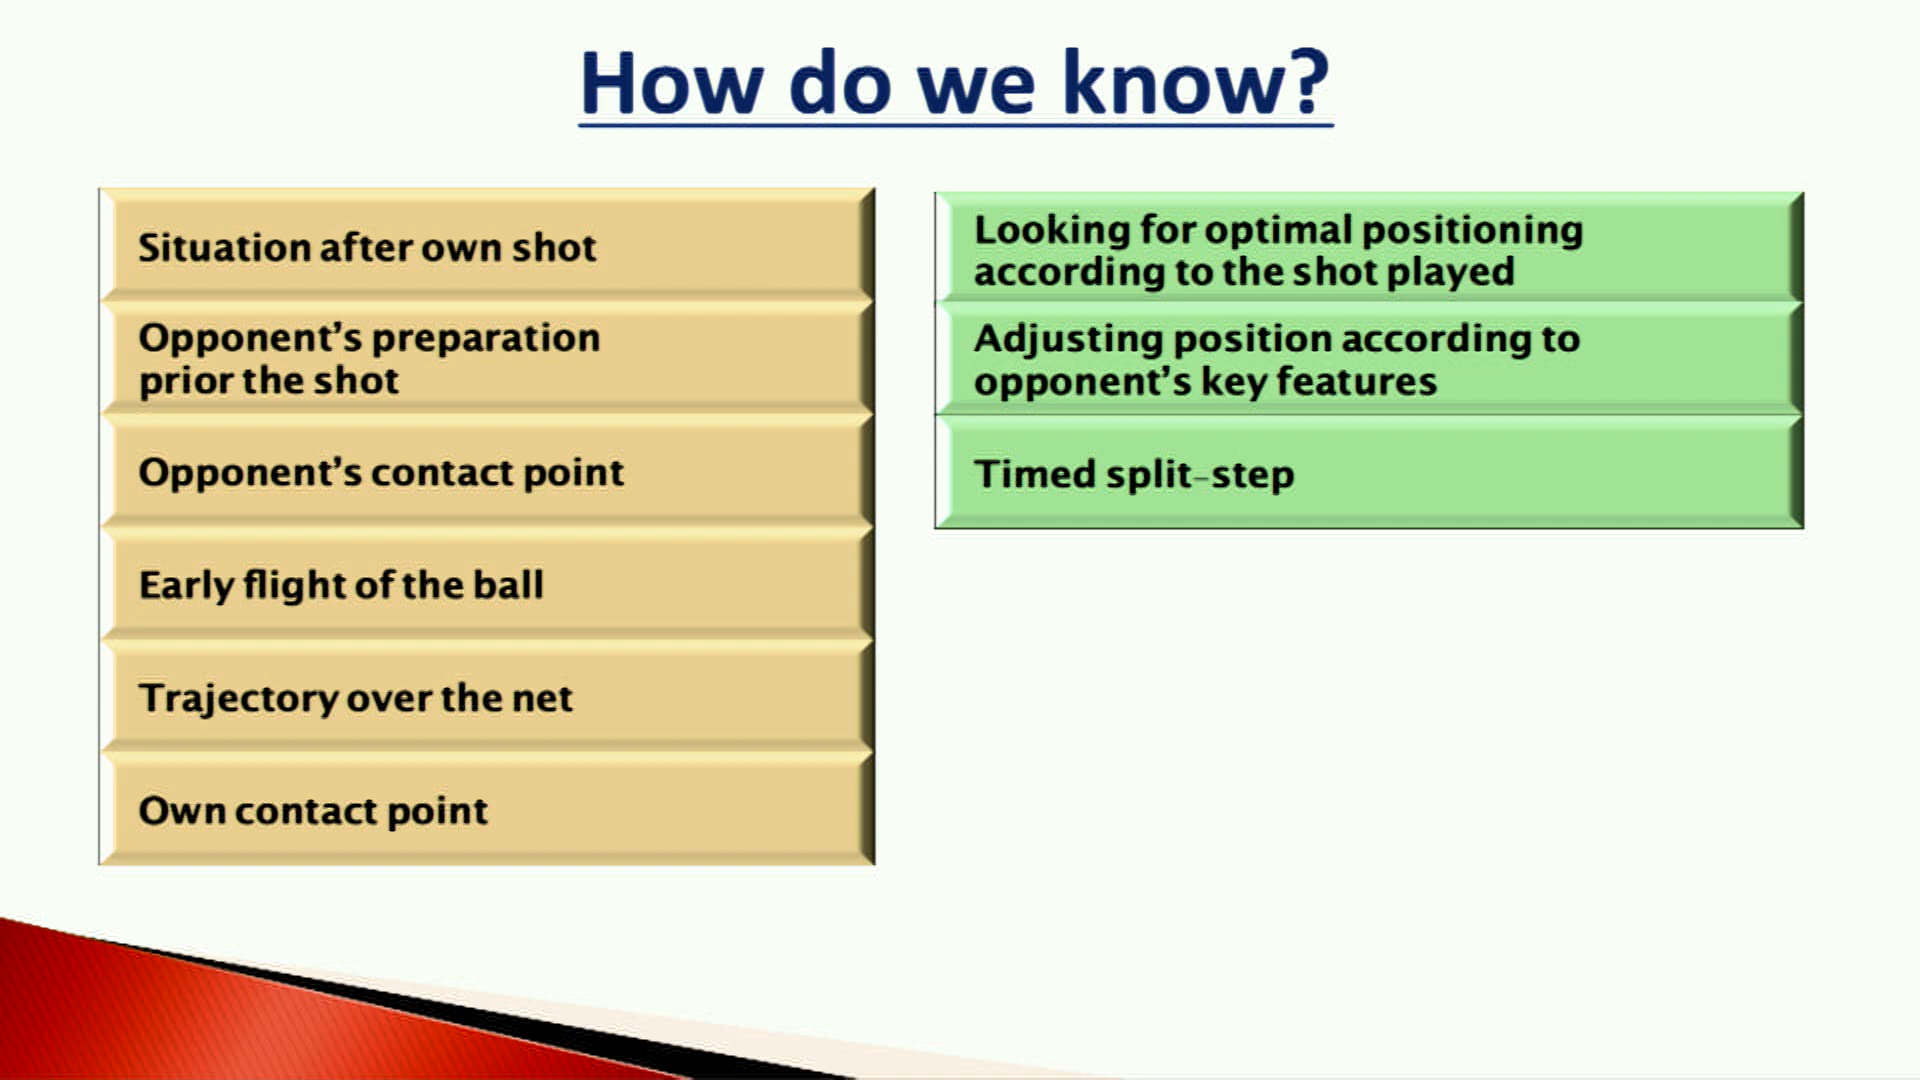 How do we know?
Situation after own shot
Opponent's preparation
prior the shot
Opponent's contact point
Early flight of the ball
Trajectory over the net
Own contact point
Looking for optimal positioning
according to the shot played
Adjusting position according to
opponent's key features
Timed split-step